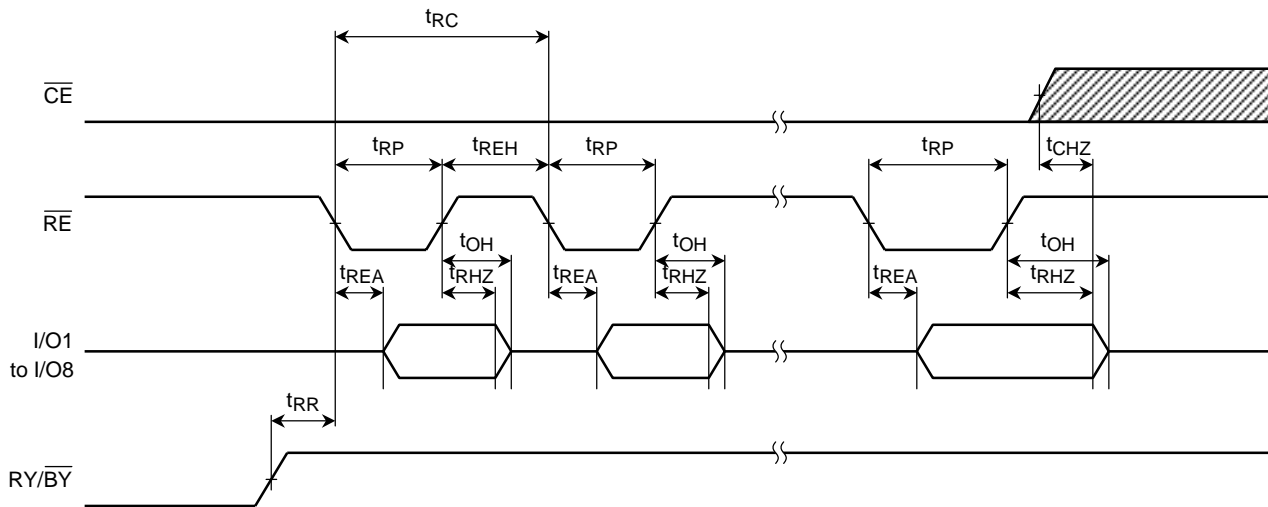 tRC
CE
tRP tREH tRP tRP tCHZ
RE
tOH tOH tOH
tREA tRHZ tREA tRHZ tREA tRHZ
I/O1
to I/O8
tRR
RY/BY